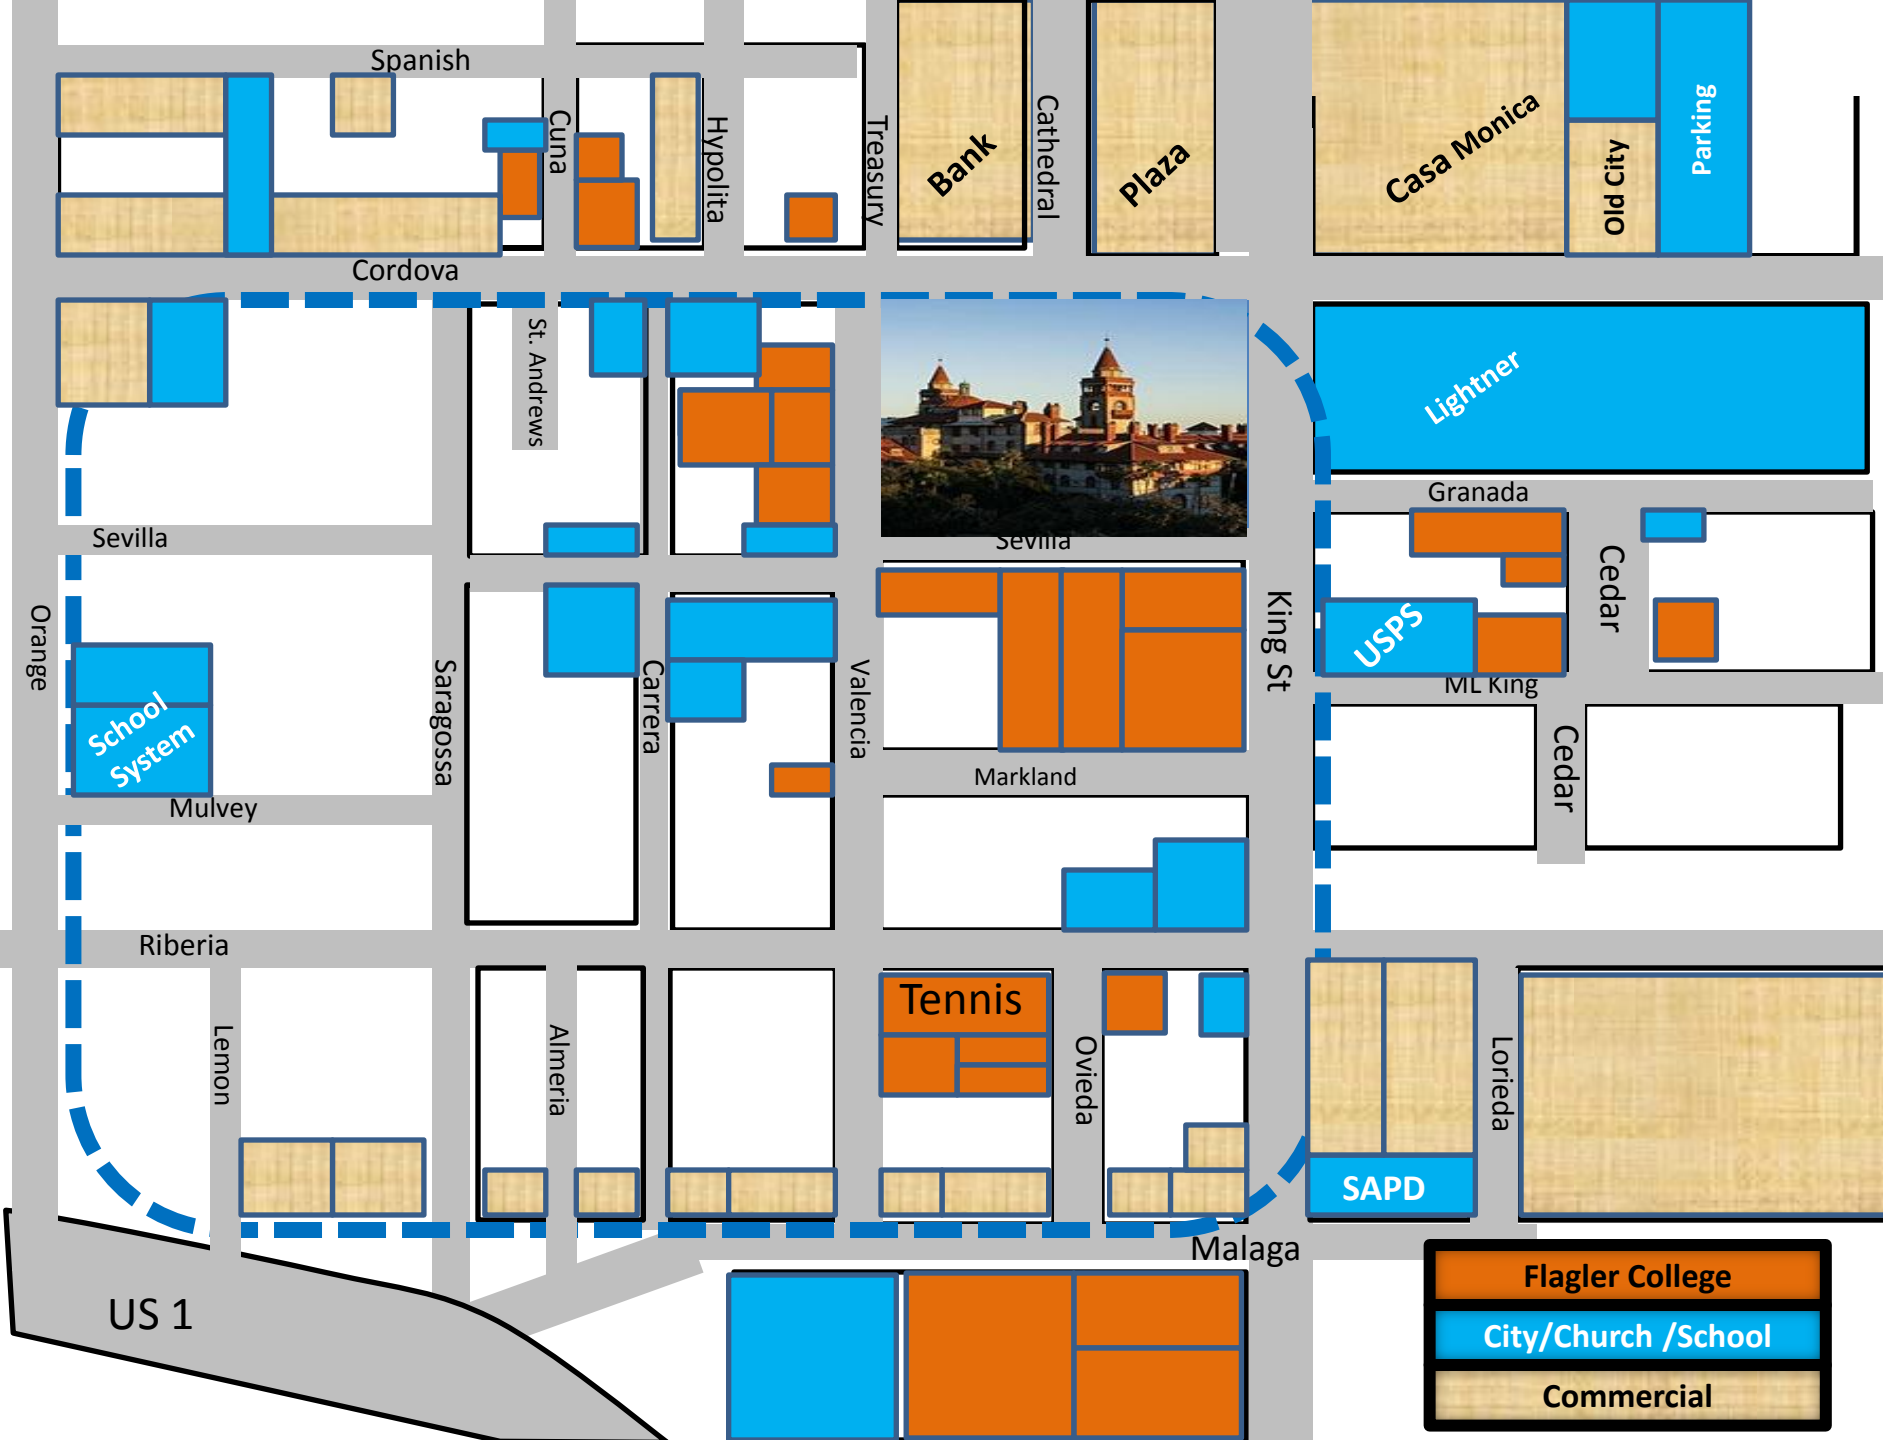 Spanish
Cuna
Hypolita
Treasury
Bank
Cathedral
Plaza
Casa Monica
Old City
Parking
Cordova
St. Andrews
Lightner
Granada
Sevilla
Sevilla
Cedar
Orange
King St
USPS
School
System
Saragossa
Carrera
Valencia
ML King
Markland
Cedar
Mulvey
Riberia
Tennis
Lemon
Almeria
Ovieda
Lorieda
SAPD
Malaga
US 1
Flagler College
City/Church /School
Commercial